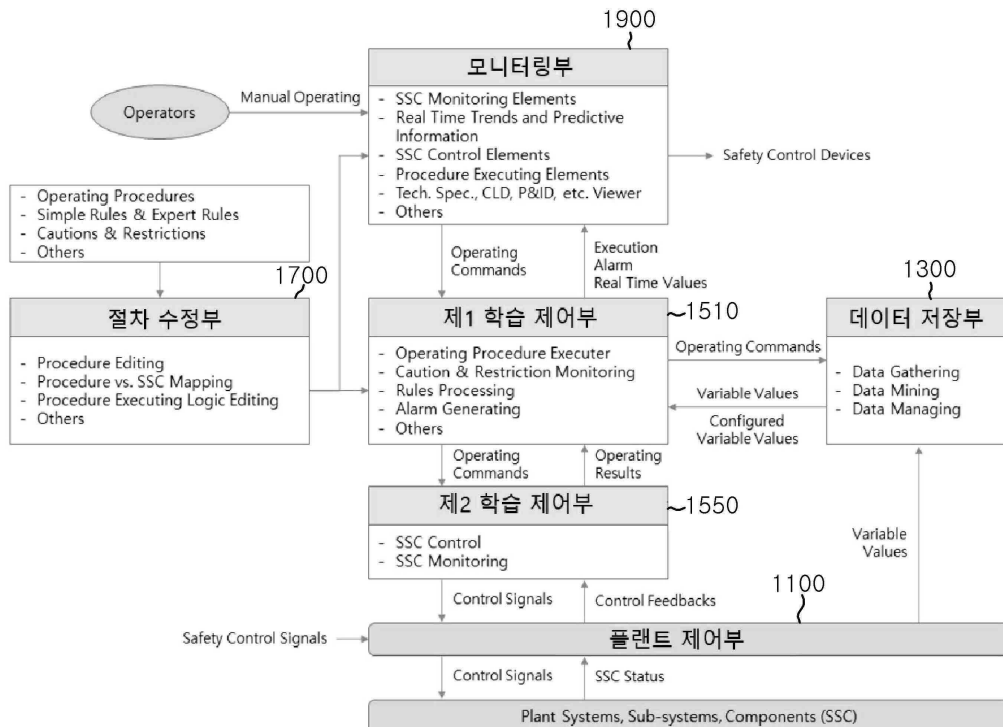 1900
모니터링부
- SSC Monitoring Elements
- Real Time Trends and Predictive
Information
- SSC Control Elements
- Procedure Executing Elements
- Tech. Spec., CLD, P&ID, etc. Viewer
- Others
Operators
Manual Operating
Safety Control Devices
- Operating Procedures
- Simple Rules & Expert Rules
- Cautions & Restrictions
- Others
Operating
Commands
Execution
Alarm
Real Time Values
1700
절차 수정부
- Procedure Editing
- Procedure vs. SSC Mapping
- Procedure Executing Logic Editing
- Others
제1 학습 제어부
1510
- Operating Procedure Executer
- Caution & Restriction Monitoring
- Rules Processing
- Alarm Generating
- Others
Operating Commands
Variable Values
Configured
Variable Values
1300
데이터 저장부
- Data Gathering
- Data Mining
- Data Managing
Operating
Commands
Operating
Results
제2 학습 제어부
1550
- SSC Control
- SSC Monitoring
Variable
Values
Control Signals
Control Feedbacks
1100
Safety Control Signals
플랜트 제어부
Control Signals
SSC Status
Plant Systems, Sub-systems, Components (SSC)